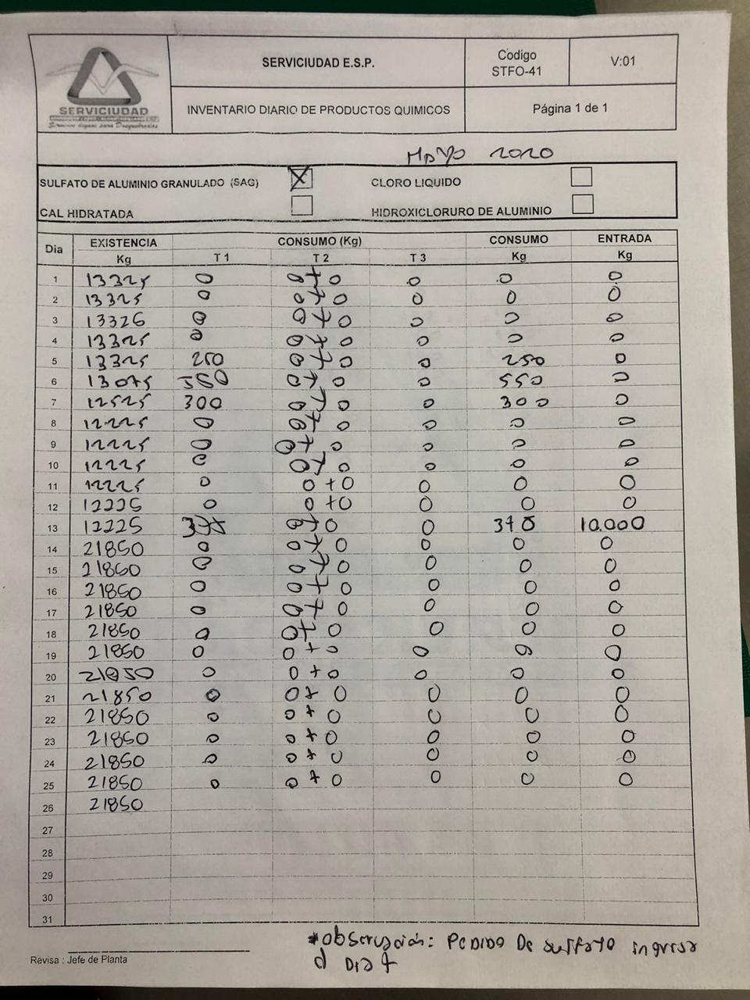 SERVICIUDAD
Servicios dignos para Dosquebradas
SERVICIUDAD E.S.P.
Código
STFO-41
V:01
INVENTARIO DIARIO DE PRODUCTOS QUIMICOS
Página 1 de 1
MAYO 2020
SULFATO DE ALUMINIO GRANULADO (SAG) X CLORO LIQUIDO
CAL HIDRATADA HIDROXICLORURO DE ALUMINIO
Dia EXISTENCIA CONSUMO (Kg) CONSUMO ENTRADA
Kg T 1 T 2 T 3 Kg Kg
1 13325 0 0+0 0 0 0
2 13325 0 0+0 0 0 0
3 13325 0 0+0 0 0 0
4 13325 0 0+0 0 0 0
5 13325 250 0+0 0 250 0
6 13075 550 0+0 0 550 0
7 12525 300 0+0 0 300 0
8 12225 0 0+0 0 0 0
9 12225 0 0+0 0 0 0
10 12225 0 0+0 0 0 0
11 12225 0 0+0 0 0 0
12 12225 0 0+0 0 0 0
13 12225 375 0+0 0 375 10.000
14 21850 0 0+0 0 0 0
15 21850 0 0+0 0 0 0
16 21850 0 0+0 0 0 0
17 21850 0 0+0 0 0 0
18 21850 0 0+0 0 0 0
19 21850 0 0+0 0 0 0
20 21850 0 0+0 0 0 0
21 21850 0 0+0 0 0 0
22 21850 0 0+0 0 0 0
23 21850 0 0+0 0 0 0
24 21850 0 0+0 0 0 0
25 21850 0 0+0 0 0 0
26 21850
27
28
29
30
31
*Observación: Pedido De sulfato ingresa
Revisa : Jefe de Planta
d Dia 7